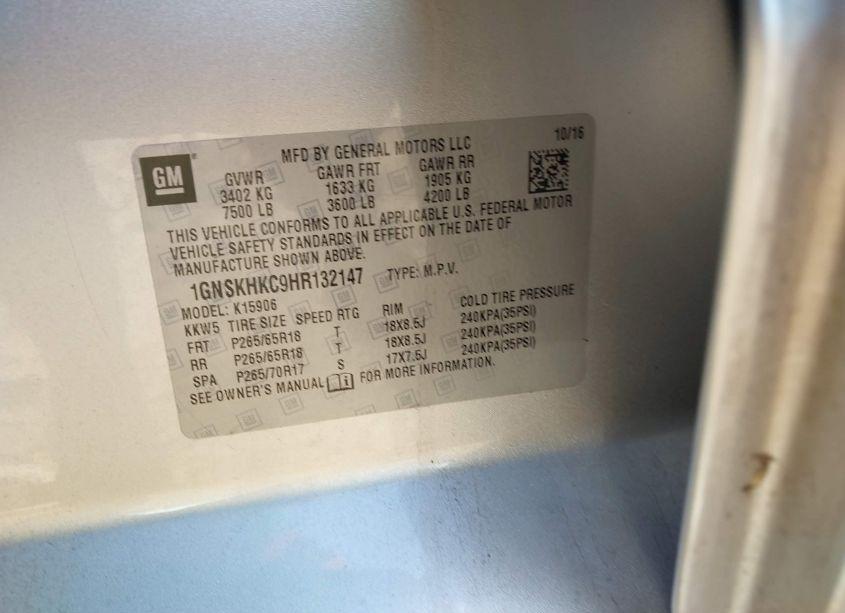 GM
MFD BY GENERAL MOTORS LLC 10/16
GVWR GAWR FRT GAWR RR
3402 KG 1633 KG 1905 KG
7500 LB 3600 LB 4200 LB
THIS VEHICLE CONFORMS TO ALL APPLICABLE U.S. FEDERAL MOTOR
VEHICLE SAFETY STANDARDS IN EFFECT ON THE DATE OF
MANUFACTURE SHOWN ABOVE.
1GNSKHKC9HR132147 TYPE: M.P.V.
MODEL: K15906
KKW5 TIRE SIZE SPEED RTG RIM COLD TIRE PRESSURE
FRT P265/65R18 T 18X8.5J 240KPA(35PSI)
RR P265/65R18 T 18X8.5J 240KPA(35PSI)
SPA P265/70R17 S 17X7.5J 240KPA(35PSI)
SEE OWNER'S MANUAL FOR MORE INFORMATION.